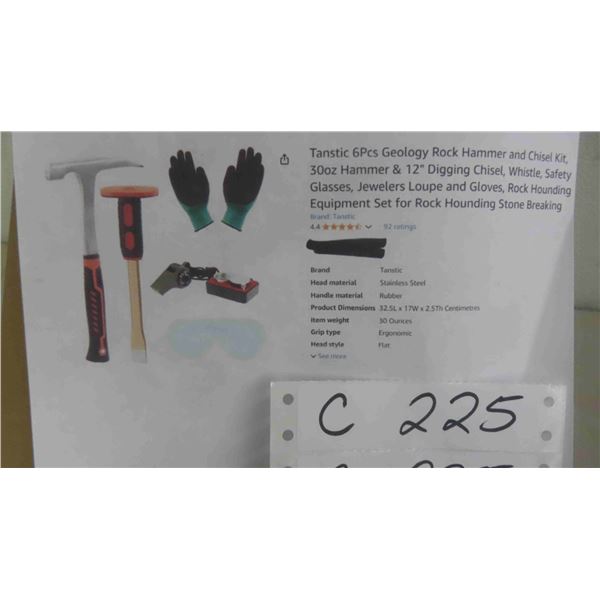 Tanstic 6Pcs Geology Rock Hammer and Chisel Kit,
30oz Hammer & 12" Digging Chisel, Whistle, Safety
Glasses, Jewelers Loupe and Gloves, Rock Hounding
Equipment Set for Rock Hounding Stone Breaking
Brand: Tanstic
4.4 92 ratings
Brand Tanstic
Head material Stainless Steel
Handle material Rubber
Product Dimensions 32.5L x 17W x 2.5Th Centimetres
Item weight 30 Ounces
Grip type Ergonomic
Head style Flat
See more
C 225